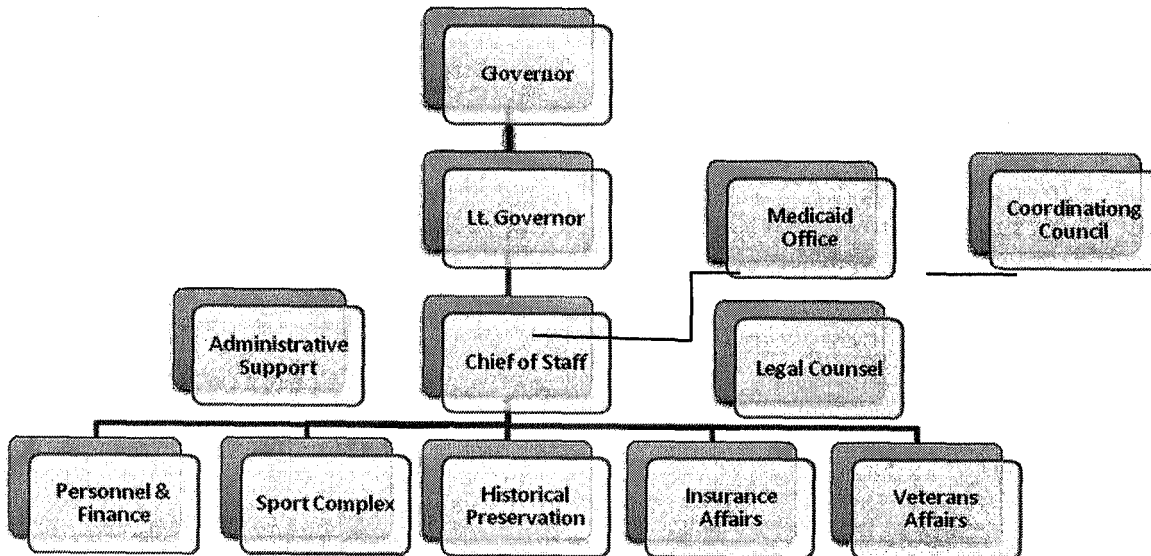 Governor
Lt. Governor
Medicaid
Office
Coordinationg
Council
Administrative
Support
Chief of Staff
Legal Counsel
Personnel &
Finance
Sport Complex
Historical
Preservation
Insurance
Affairs
Veterans
Affairs